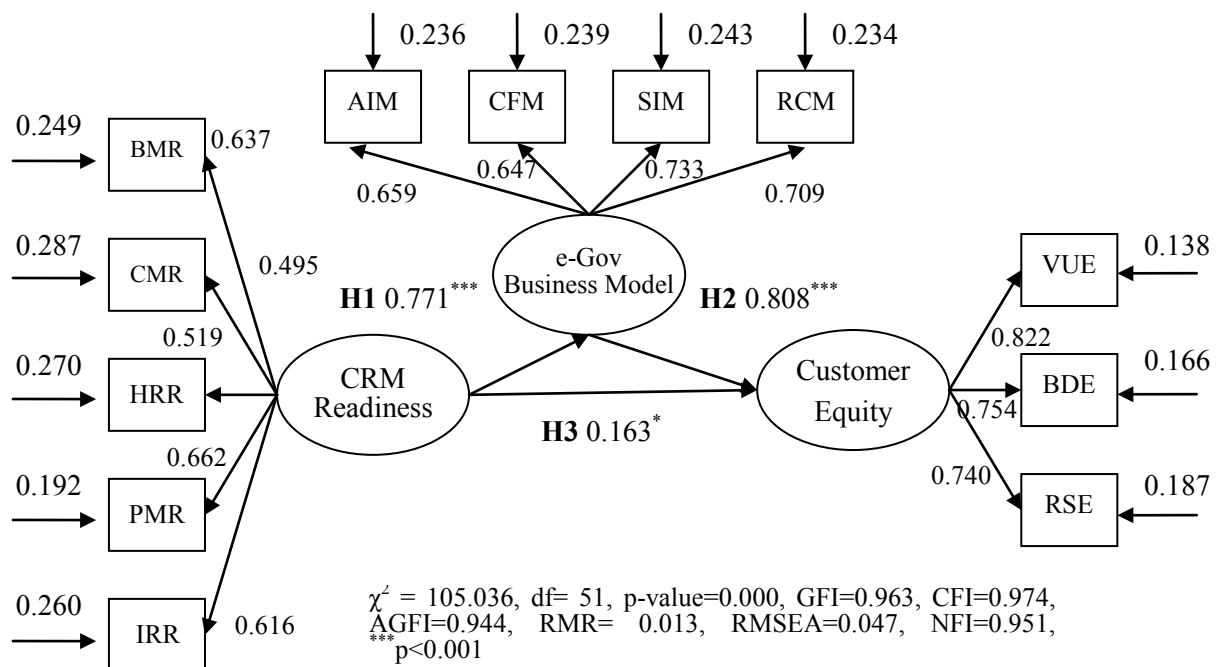 0.236
0.239
0.243
0.234
AIM
CFM
SIM
RCM
0.249
BMR
0.637
0.659
0.647
0.733
0.709
0.287
CMR
0.495
e-Gov
Business Model
H1 0.771***
H2 0.808***
VUE
0.138
0.822
0.519
0.270
HRR
CRM
Readiness
Customer
Equity
BDE
0.166
0.754
H3 0.163*
0.662
0.192
PMR
0.740
RSE
0.187
0.260
IRR
0.616
χ² = 105.036, df= 51, p-value=0.000, GFI=0.963, CFI=0.974,
AGFI=0.944, RMR= 0.013, RMSEA=0.047, NFI=0.951,
***p<0.001